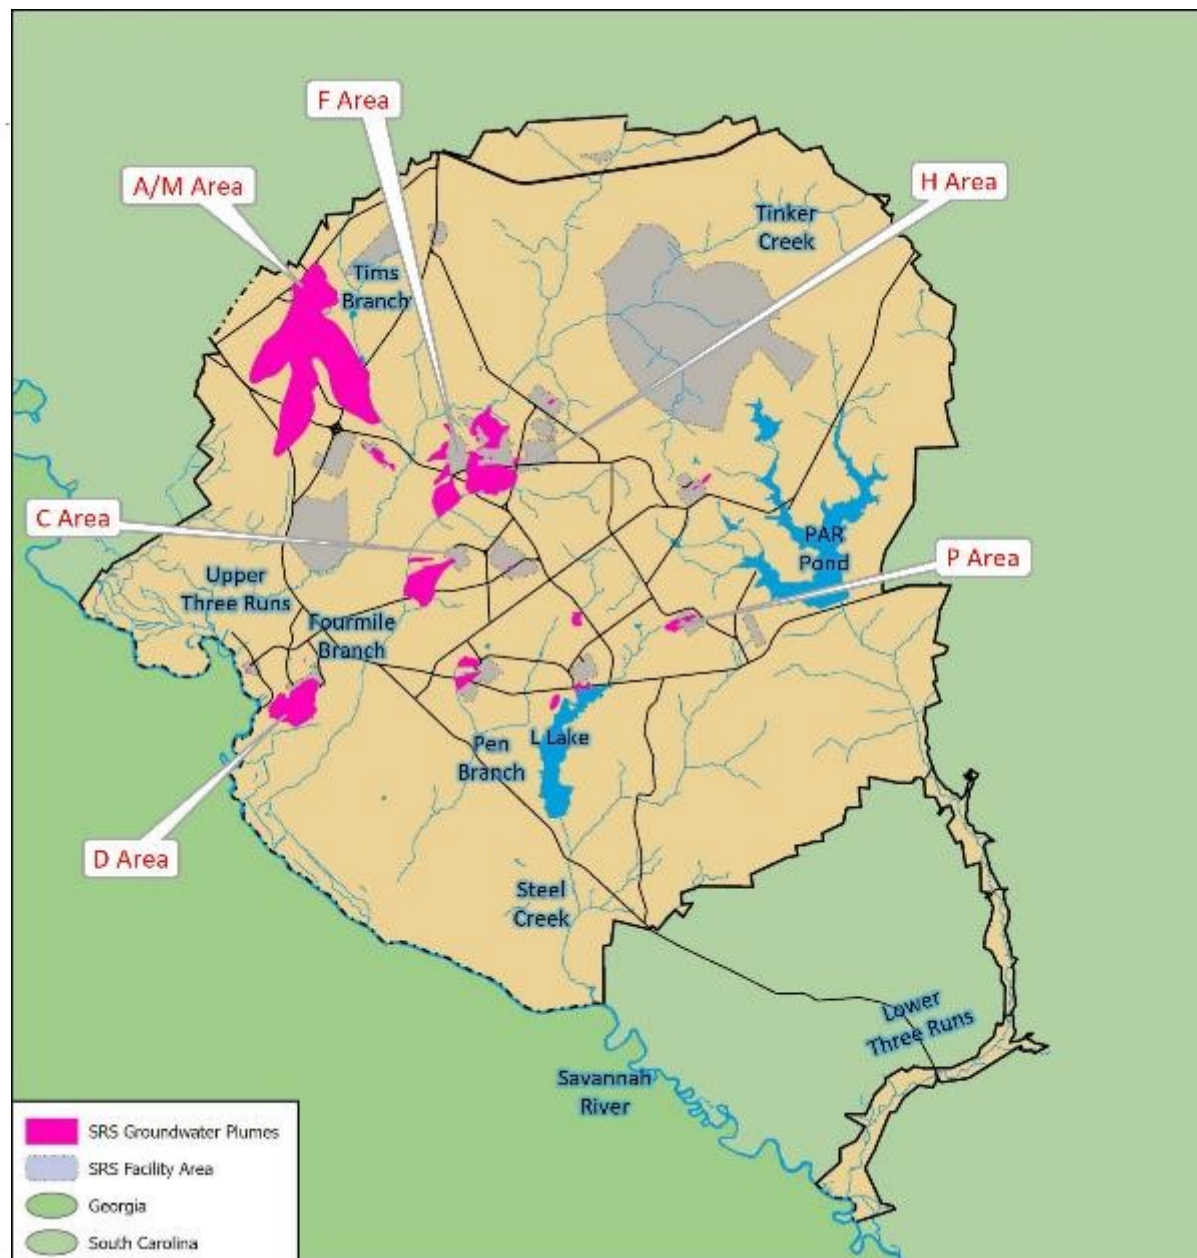 F Area
A/M Area
H Area
Tinker
Creek
Tims
Branch
C Area
PAR
Pond
P Area
Upper
Three Runs
Fourmile
Branch
Pen
Branch
L Lake
D Area
Steel
Creek
Lower
Three Runs
Savannah
River
SRS Groundwater Plumes
SRS Facility Area
Georgia
South Carolina